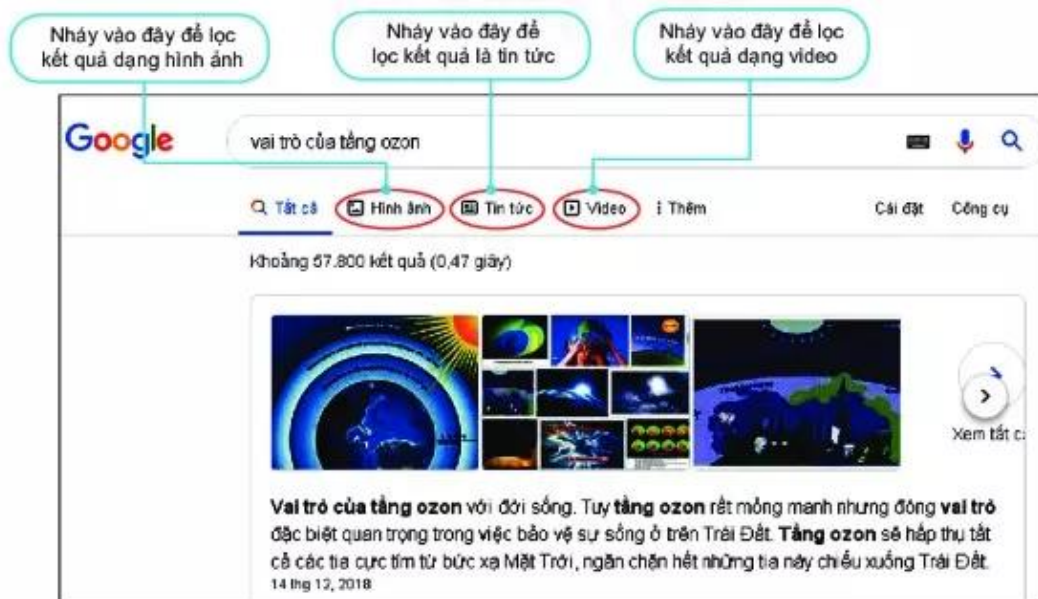 Nháy vào đây để lọc
kết quả dạng hình ảnh
Nháy vào đây để
lọc kết quả là tin tức
Nháy vào đây để lọc
kết quả dạng video
Google
vai trò của tầng ozon
Tất cả
Hình ảnh
Tin tức
Video
Thêm
Cài đặt
Công cụ
Khoảng 57.800 kết quả (0,47 giây)
Xem tất c
Vai trò của tầng ozon với đời sống. Tuy tầng ozon rất mỏng manh nhưng đóng vai trò
đặc biệt quan trọng trong việc bảo vệ sự sống ở trên Trái Đất. Tầng ozon sẽ hấp thụ tất
cả các tia cực tím từ bức xạ Mặt Trời, ngăn chặn hết những tia này chiếu xuống Trái Đất.
14 thg 12, 2018